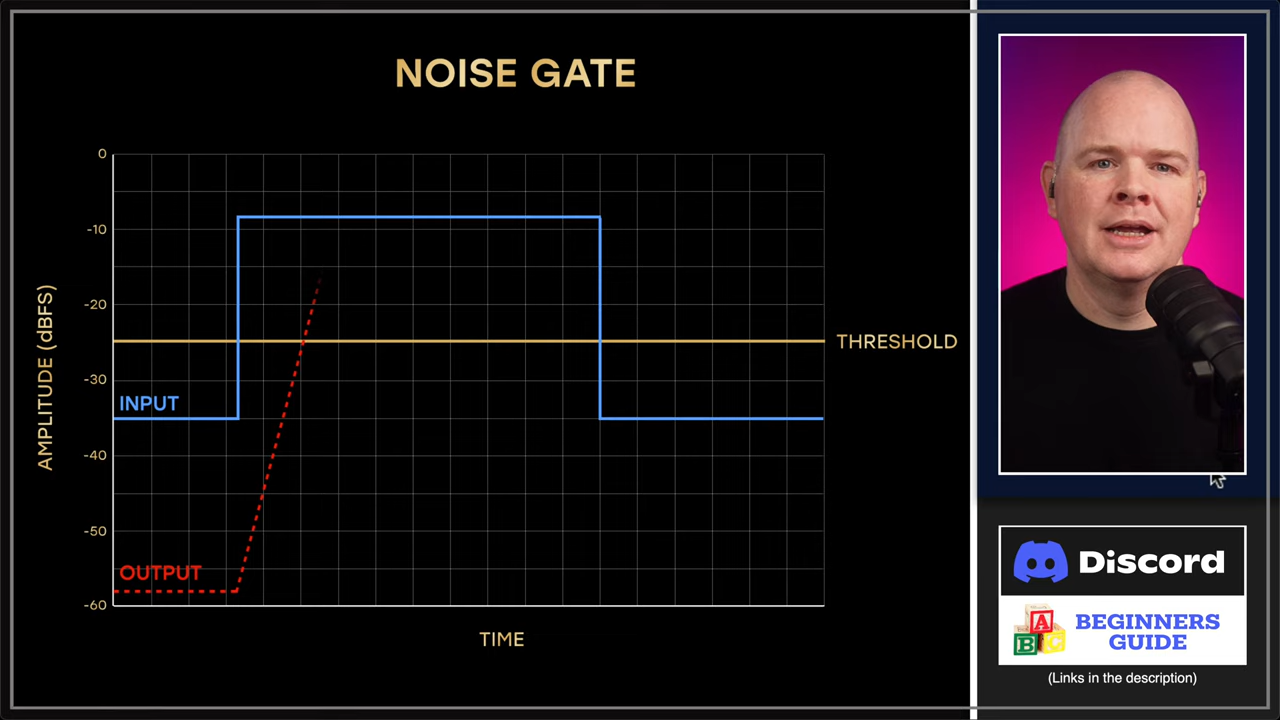 NOISE GATE
0
-10
-20
-30
-40
-50
-60
AMPLITUDE (dBFS)
THRESHOLD
INPUT
OUTPUT
TIME
Discord
A
B
C
BEGINNERS
GUIDE
(Links in the description)